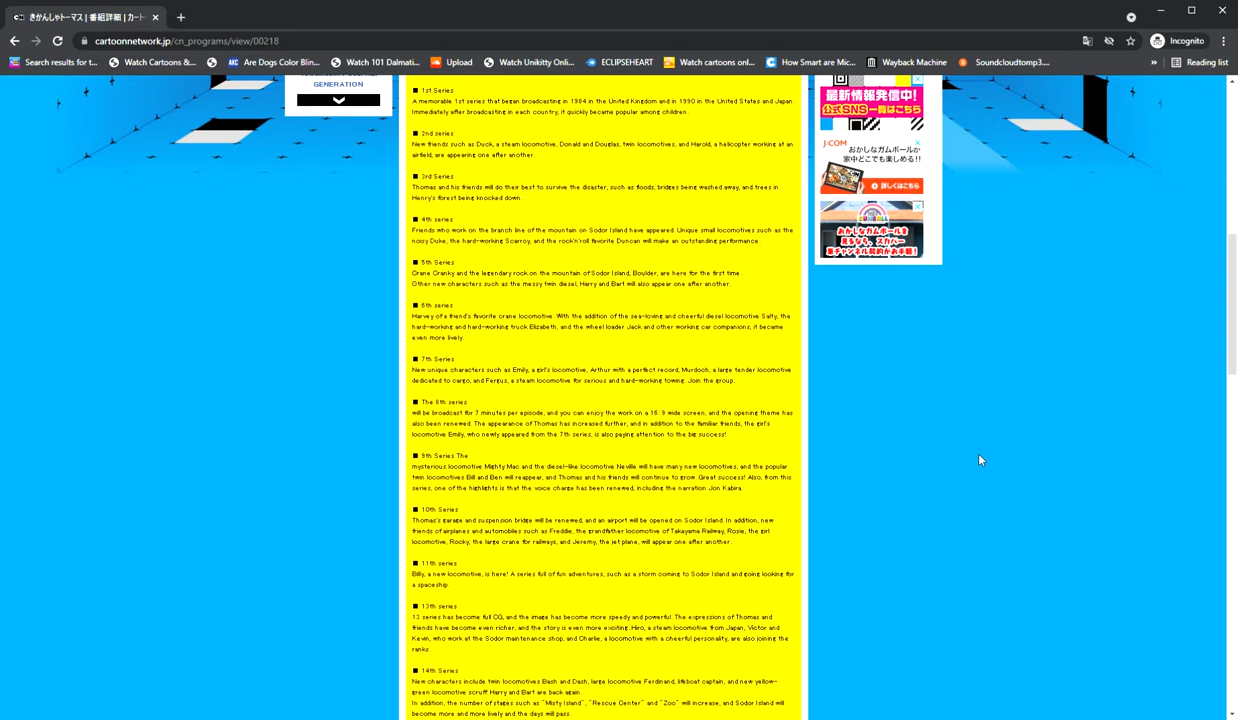 きかんしゃトーマス | 番組詳細 | カート
cartoonnetwork.jp/cn_programs/view/00218
Incognito
Search results for t...
Watch Cartoons &...
AKC Are Dogs Color Blin...
Watch 101 Dalmati...
Upload
Watch Unikitty Onli...
ECLIPSEHEART
Watch cartoons onl...
How Smart are Mic...
Wayback Machine
Soundcloudtomp3....
»
Reading list
GENERATION
■ 1st Series
A memorable 1st series that began broadcasting in 1984 in the United Kingdom and in 1990 in the United States and Japan.
Immediately after broadcasting in each country, it quickly became popular among children.
■ 2nd series
New friends such as Duck, a steam locomotive, Donald and Douglas, twin locomotives, and Harold, a helicopter working at an
airfield, are appearing one after another.
■ 3rd Series
Thomas and his friends will do their best to survive the disaster, such as floods, bridges being washed away, and trees in
Henry's forest being knocked down.
■ 4th series
Friends who work on the branch line of the mountain on Sodor Island have appeared. Unique small locomotives such as the
noisy Duke, the hard-working Scarroy, and the rock'n'roll favorite Duncan will make an outstanding performance.
■ 5th Series
Crane Cranky and the legendary rock on the mountain of Sodor Island, Boulder, are here for the first time.
Other new characters such as the messy twin diesel, Harry and Bart will also appear one after another.
■ 6th series
Harvey of a friend's favorite crane locomotive. With the addition of the sea-loving and cheerful diesel locomotive Salty, the
hard-working and hard-working truck Elizabeth, and the wheel loader Jack and other working car companions, it became
even more lively.
■ 7th Series
New unique characters such as Emily, a girl's locomotive, Arthur with a perfect record, Murdoch, a large tender locomotive
dedicated to cargo, and Fergus, a steam locomotive for serious and hard-working towing. Join the group.
■ The 8th series
will be broadcast for 7 minutes per episode, and you can enjoy the work on a 16: 9 wide screen, and the opening theme has
also been renewed. The appearance of Thomas has increased further, and in addition to the familiar friends, the girl's
locomotive Emily, who newly appeared from the 7th series, is also paying attention to the big success!
■ 9th Series The
mysterious locomotive Mighty Mac and the diesel-like locomotive Neville will have many new locomotives, and the popular
twin locomotives Bill and Ben will reappear, and Thomas and his friends will continue to grow. Great success! Also, from this
series, one of the highlights is that the voice charge has been renewed, including the narration Jon Kabira.
■ 10th Series
Thomas's garage and suspension bridge will be renewed, and an airport will be opened on Sodor Island. In addition, new
friends of airplanes and automobiles such as Freddie, the grandfather locomotive of Takayama Railway, Rosie, the girl
locomotive, Rocky, the large crane for railways, and Jeremy, the jet plane, will appear one after another.
■ 11th series
Billy, a new locomotive, is here! A series full of fun adventures, such as a storm coming to Sodor Island and going looking for
a spaceship.
■ 13th series
13 series has become full CG, and the image has become more speedy and powerful. The expressions of Thomas and
friends have become even richer, and the story is even more exciting. Hiro, a steam locomotive from Japan, Victor and
Kevin, who work at the Sodor maintenance shop, and Charlie, a locomotive with a cheerful personality, are also joining the
ranks.
■ 14th Series
New characters include twin locomotives Bash and Dash, large locomotive Ferdinand, lifeboat captain, and new yellow-
green locomotive scruff. Harry and Bart are back again.
In addition, the number of stages such as "Misty Island", "Rescue Center" and "Zoo" will increase, and Sodor Island will
become more and more lively and the days will pass.
最新情報発信中!
公式SNS一覧はこちら
J:COM
おかしなガムボールが
家中どこでも楽しめる!!
詳しくはこちら
おかしなガムボールを
見るなら、スカパー
単チャンネル契約がお手軽!